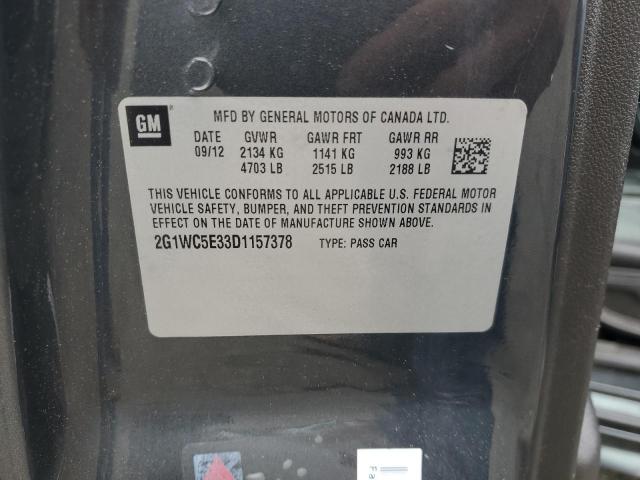 GM
MFD BY GENERAL MOTORS OF CANADA LTD.
DATE GVWR GAWR FRT GAWR RR
09/12 2134 KG 1141 KG 993 KG
4703 LB 2515 LB 2188 LB
THIS VEHICLE CONFORMS TO ALL APPLICABLE U.S. FEDERAL MOTOR
VEHICLE SAFETY, BUMPER, AND THEFT PREVENTION STANDARDS IN
EFFECT ON THE DATE OF MANUFACTURE SHOWN ABOVE.
2G1WC5E33D1157378 TYPE: PASS CAR